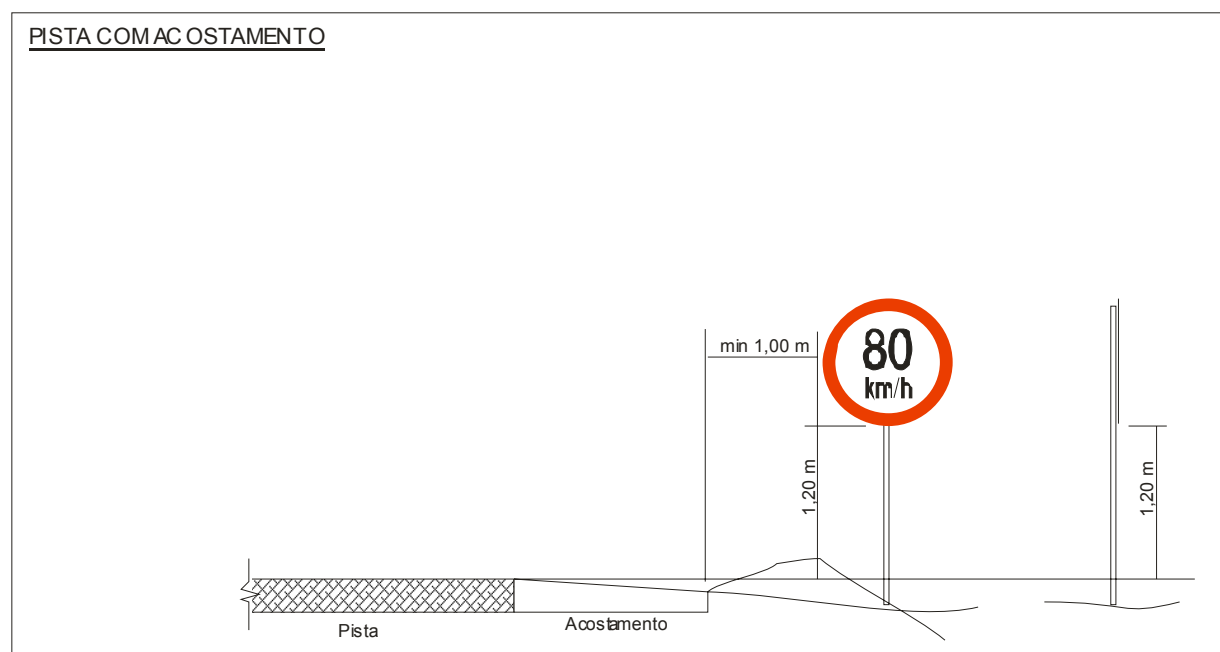 PISTA COM ACOSTAMENTO
min 1,00 m
80
km/h
1,20 m
1,20 m
Pista
Acostamento